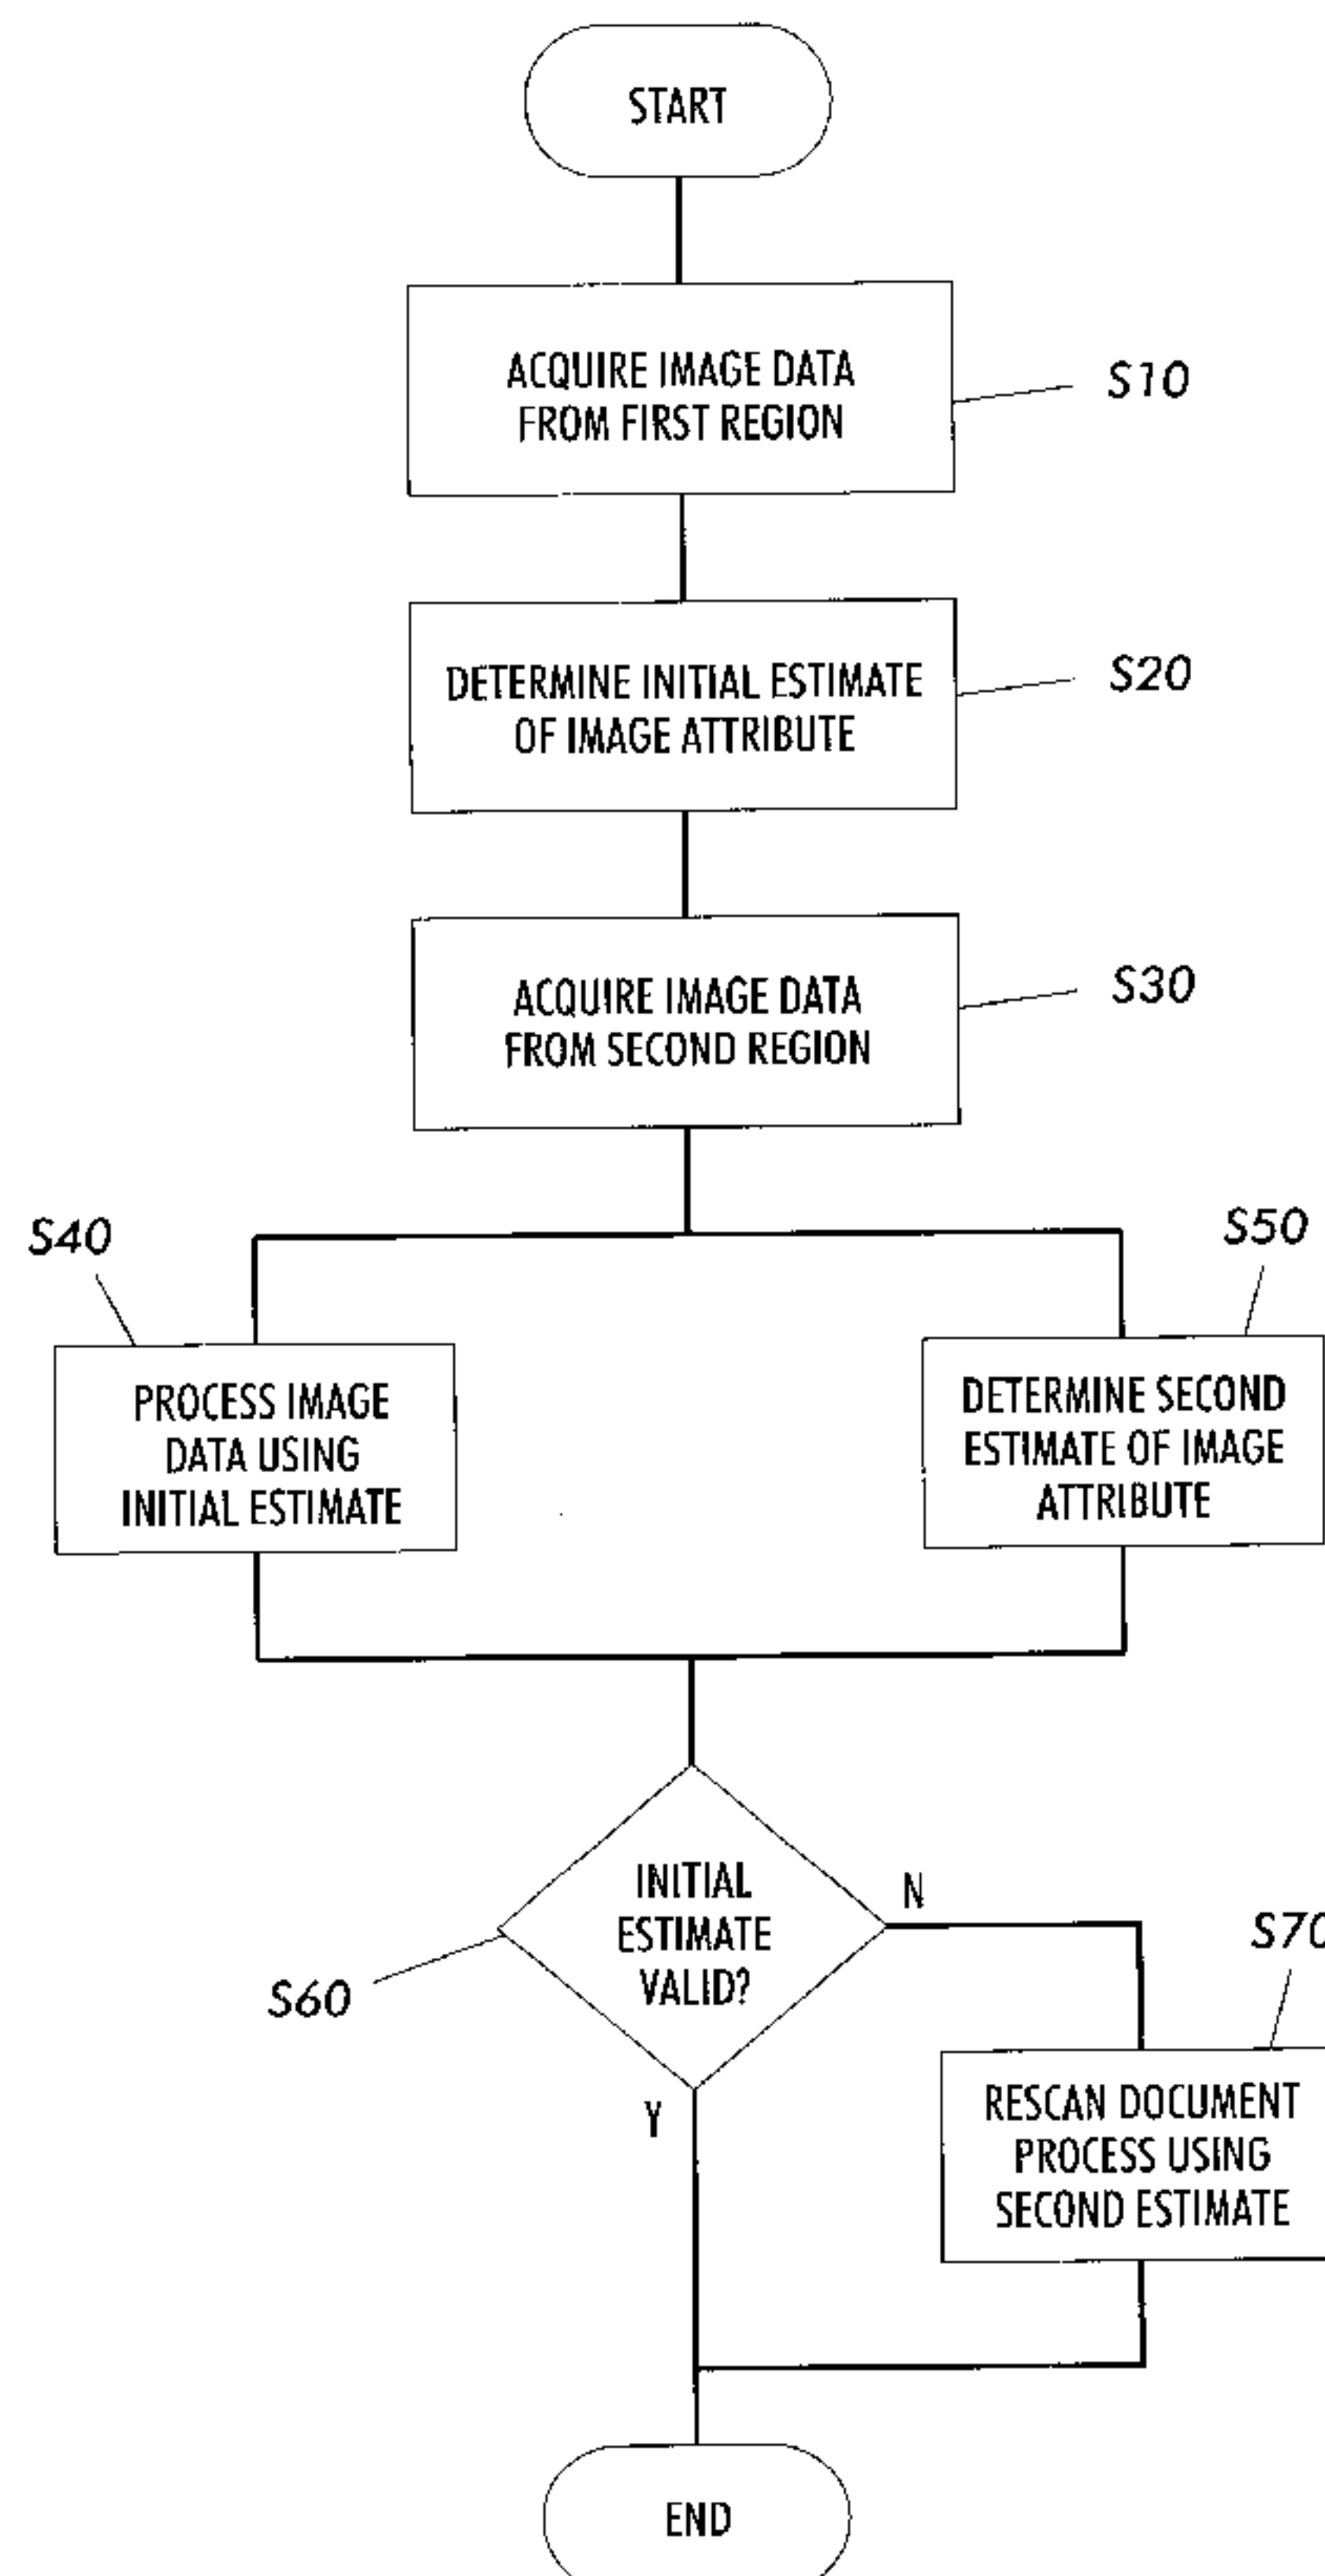 START
ACQUIRE IMAGE DATA
FROM FIRST REGION
S10
DETERMINE INITIAL ESTIMATE
OF IMAGE ATTRIBUTE
S20
ACQUIRE IMAGE DATA
FROM SECOND REGION
S30
S40
PROCESS IMAGE
DATA USING
INITIAL ESTIMATE
S50
DETERMINE SECOND
ESTIMATE OF IMAGE
ATTRIBUTE
INITIAL
ESTIMATE
VALID?
S60
N
Y
S70
RESCAN DOCUMENT
PROCESS USING
SECOND ESTIMATE
END